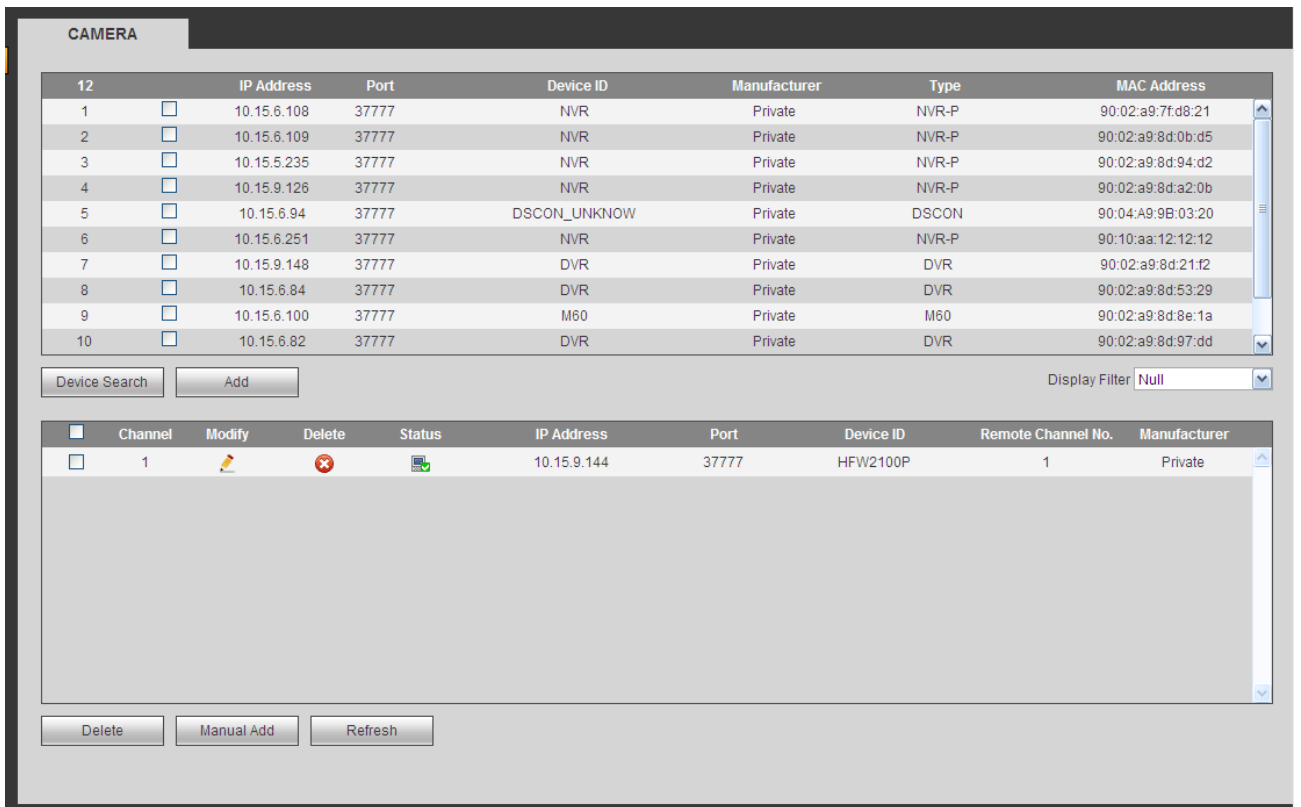 CAMERA
12 IP Address Port Device ID Manufacturer Type MAC Address
1 10.15.6.108 37777 NVR Private NVR-P 90:02:a9:7f:d8:21
2 10.15.6.109 37777 NVR Private NVR-P 90:02:a9:8d:0b:d5
3 10.15.5.235 37777 NVR Private NVR-P 90:02:a9:8d:94:d2
4 10.15.9.126 37777 NVR Private NVR-P 90:02:a9:8d:a2:0b
5 10.15.6.94 37777 DSCON_UNKNOW Private DSCON 90:04:A9:9B:03:20
6 10.15.6.251 37777 NVR Private NVR-P 90:10:aa:12:12:12
7 10.15.9.148 37777 DVR Private DVR 90:02:a9:8d:21:f2
8 10.15.6.84 37777 DVR Private DVR 90:02:a9:8d:53:29
9 10.15.6.100 37777 M60 Private M60 90:02:a9:8d:8e:1a
10 10.15.6.82 37777 DVR Private DVR 90:02:a9:8d:97:dd
Device Search Add Display Filter Null
Channel Modify Delete Status IP Address Port Device ID Remote Channel No. Manufacturer
1 10.15.9.144 37777 HFW2100P 1 Private
Delete Manual Add Refresh